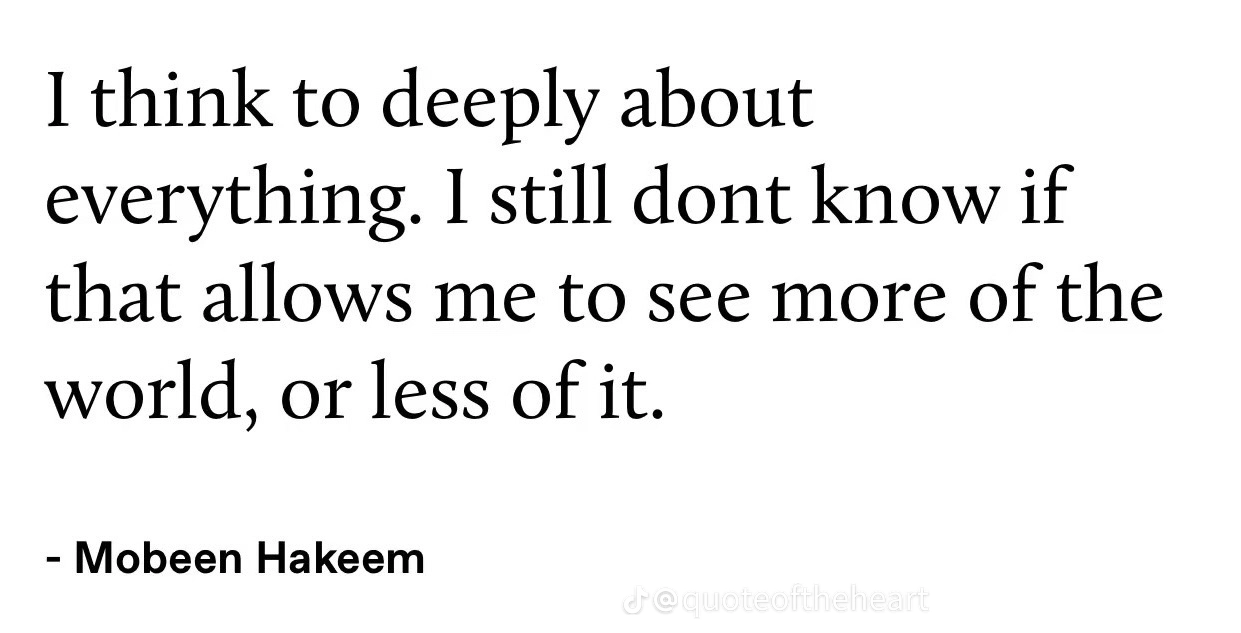 I think to deeply about
everything. I still dont know if
that allows me to see more of the
world, or less of it.
- Mobeen Hakeem
@quoteoftheheart